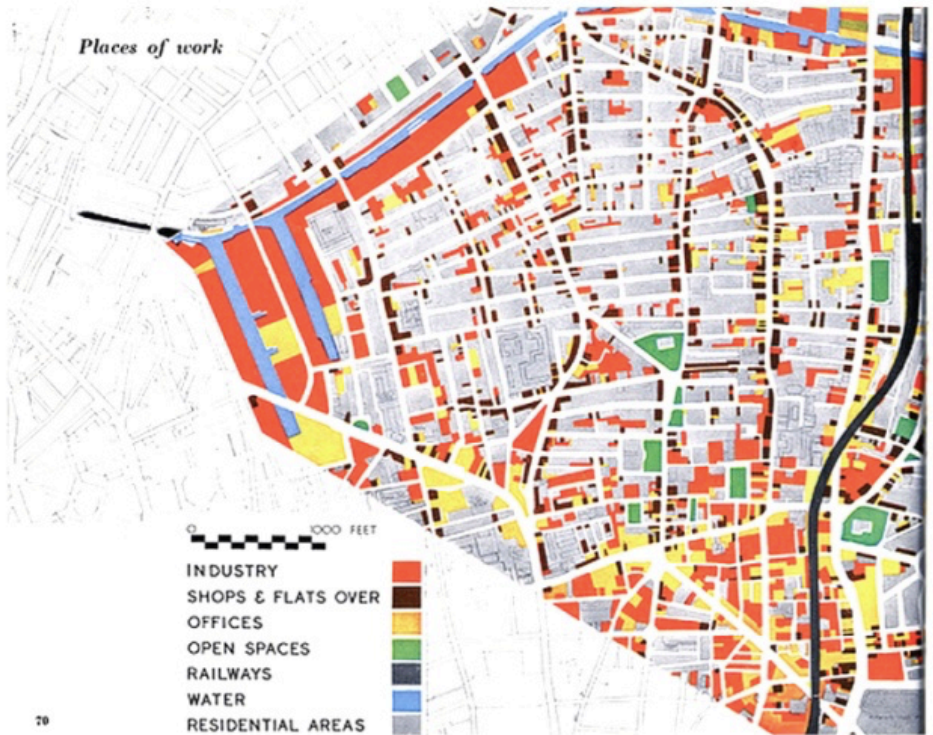 Places of work
0 1000 FEET
INDUSTRY
SHOPS & FLATS OVER
OFFICES
OPEN SPACES
RAILWAYS
WATER
RESIDENTIAL AREAS
70